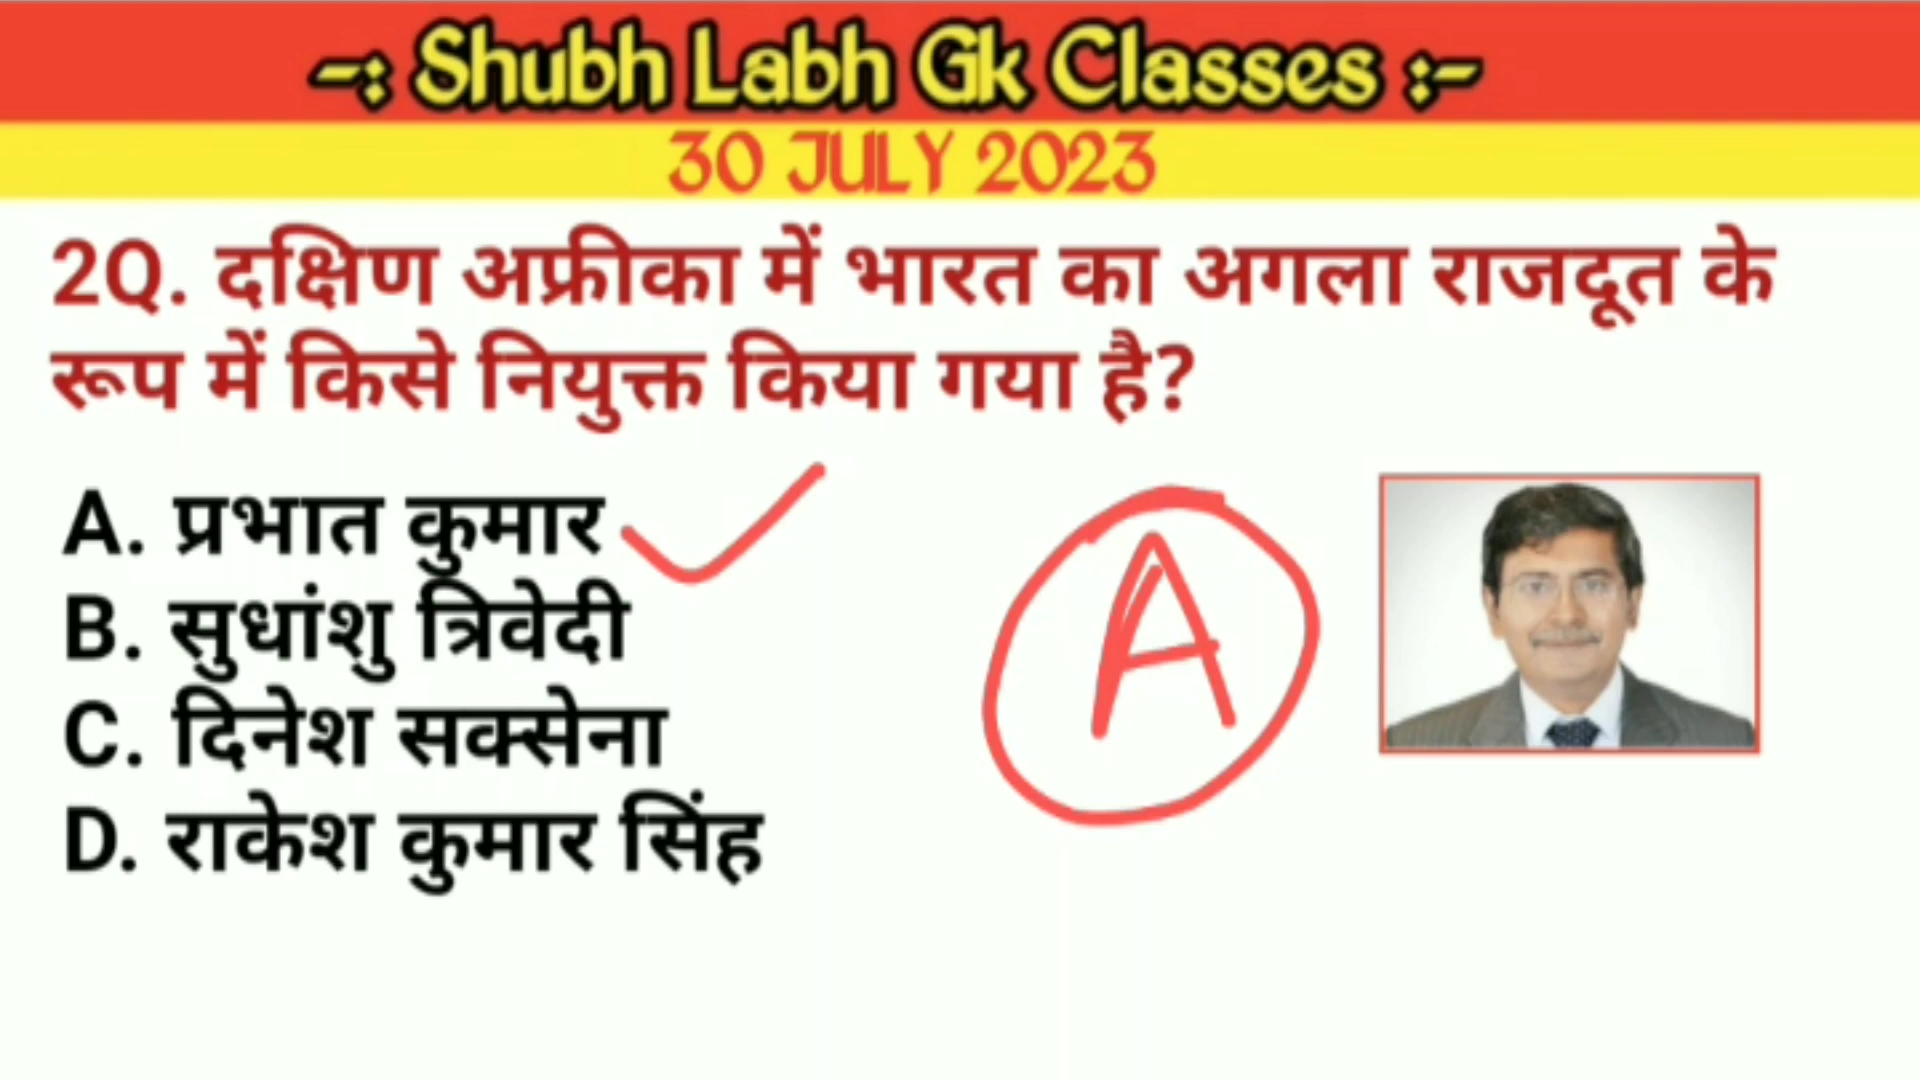 -: Shubh Labh Gk Classes :-
30 JULY 2023
2Q. दक्षिण अफ्रीका में भारत का अगला राजदूत के
रूप में किसे नियुक्त किया गया है?
A. प्रभात कुमार
B. सुधांशु त्रिवेदी
C. दिनेश सक्सेना
D. राकेश कुमार सिंह
A